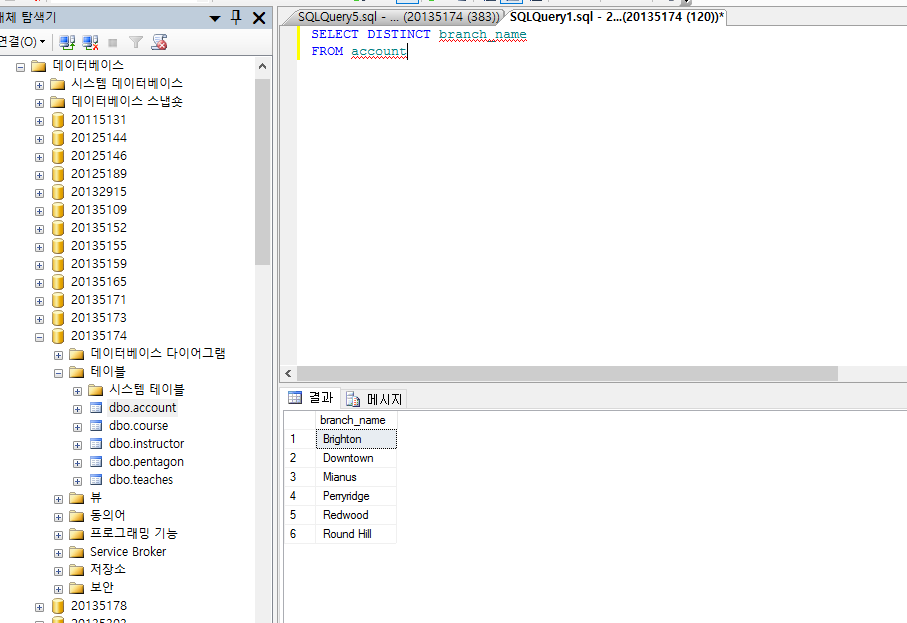 개체 탐색기
연결(O)
데이터베이스
시스템 데이터베이스
데이터베이스 스냅숏
20115131
20125144
20125146
20125189
20132915
20135109
20135152
20135155
20135159
20135165
20135171
20135173
20135174
데이터베이스 다이어그램
테이블
시스템 테이블
dbo.account
dbo.course
dbo.instructor
dbo.pentagon
dbo.teaches
뷰
동의어
프로그래밍 기능
Service Broker
저장소
보안
20135178
SQLQuery5.sql - ... (20135174 (383)) SQLQuery1.sql - 2...(20135174 (120))*
SELECT DISTINCT branch_name
FROM account
결과 메시지
branch_name
1 Brighton
2 Downtown
3 Mianus
4 Perryridge
5 Redwood
6 Round Hill